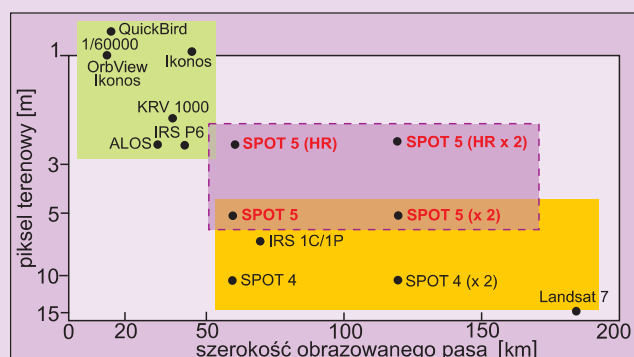 QuickBird
1/60000
1
OrbView
Ikonos
Ikonos
KRV 1000
IRS P6
ALOS
SPOT 5 (HR)
SPOT 5 (HR x 2)
3
SPOT 5
SPOT 5 (x 2)
5
IRS 1C/1P
10
SPOT 4
SPOT 4 (x 2)
Landsat 7
15
piksel terenowy [m]
0
20
50
100
150
200
szerokość obrazowanego pasa [km]